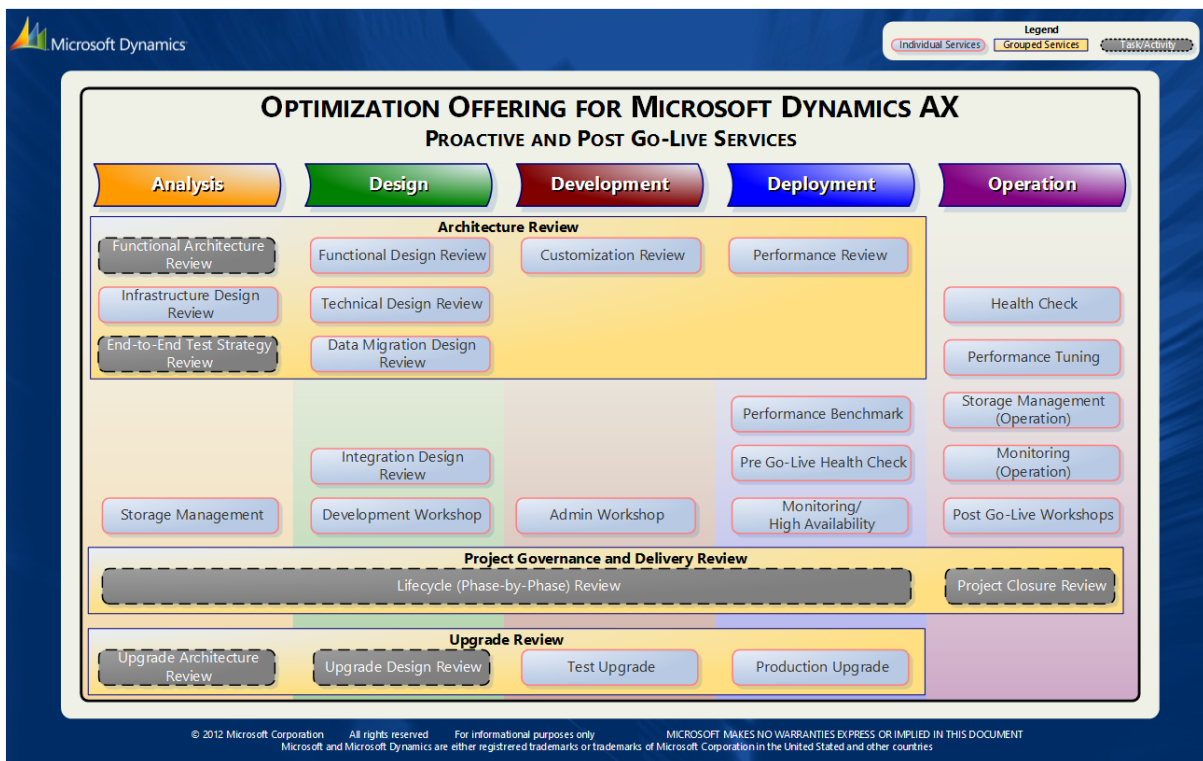 Microsoft Dynamics
Legend
Individual Services
Grouped Services
Task/Activity
OPTIMIZATION OFFERING FOR MICROSOFT DYNAMICS AX
PROACTIVE AND POST GO-LIVE SERVICES
Analysis
Design
Development
Deployment
Operation
Architecture Review
Functional Architecture
Review
Functional Design Review
Customization Review
Performance Review
Infrastructure Design
Review
Technical Design Review
Health Check
End-to-End Test Strategy
Review
Data Migration Design
Review
Performance Tuning
Performance Benchmark
Storage Management
(Operation)
Integration Design
Review
Pre Go-Live Health Check
Monitoring
(Operation)
Storage Management
Development Workshop
Admin Workshop
Monitoring/
High Availability
Post Go-Live Workshops
Project Governance and Delivery Review
Lifecycle (Phase-by-Phase) Review
Project Closure Review
Upgrade Review
Upgrade Architecture
Review
Upgrade Design Review
Test Upgrade
Production Upgrade
© 2012 Microsoft Corporation All rights reserved For informational purposes only MICROSOFT MAKES NO WARRANTIES EXPRESS OR IMPLIED IN THIS DOCUMENT
Microsoft and Microsoft Dynamics are either registrered trademarks or trademarks of Microsoft Corporation in the United Stated and other countries